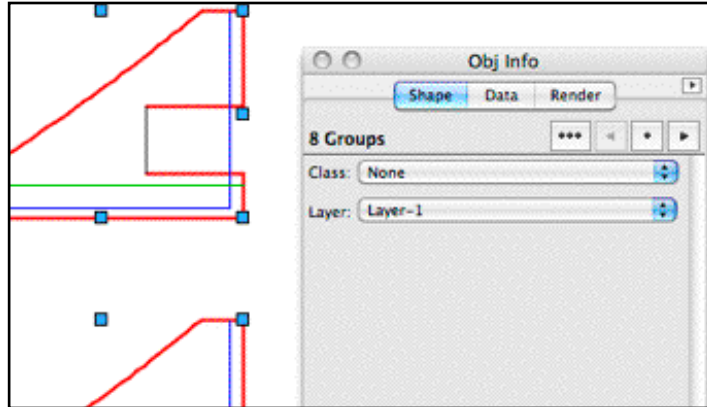 Obj Info
Shape Data Render
8 Groups
Class: None
Layer: Layer-1